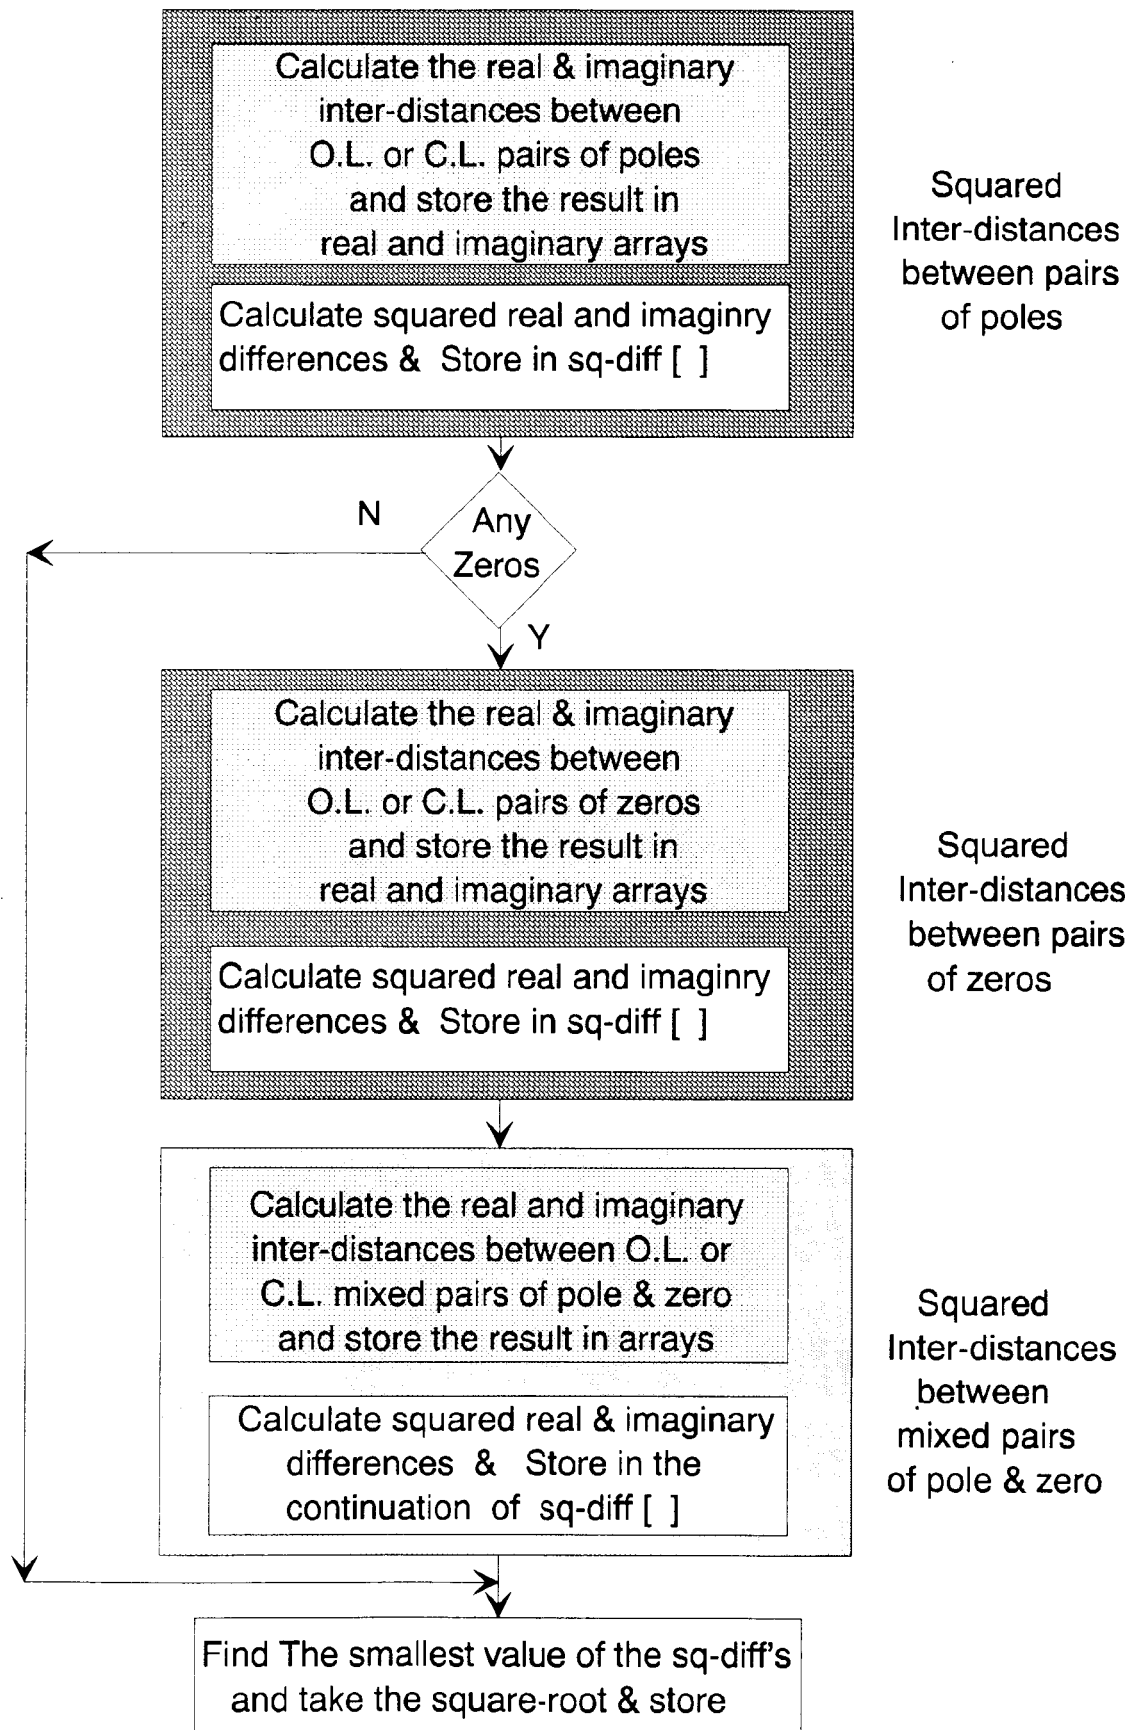 Calculate the real & imaginary
inter-distances between
O.L. or C.L. pairs of poles
and store the result in
real and imaginary arrays
Squared
Inter-distances
between pairs
of poles
Calculate squared real and imaginry
differences & Store in sq-diff [ ]
N
Any
Zeros
Y
Calculate the real & imaginary
inter-distances between
O.L. or C.L. pairs of zeros
and store the result in
real and imaginary arrays
Squared
Inter-distances
between pairs
of zeros
Calculate squared real and imaginry
differences & Store in sq-diff [ ]
Calculate the real and imaginary
inter-distances between O.L. or
C.L. mixed pairs of pole & zero
and store the result in arrays
Squared
Inter-distances
between
mixed pairs
of pole & zero
Calculate squared real & imaginary
differences & Store in the
continuation of sq-diff [ ]
Find The smallest value of the sq-diff's
and take the square-root & store